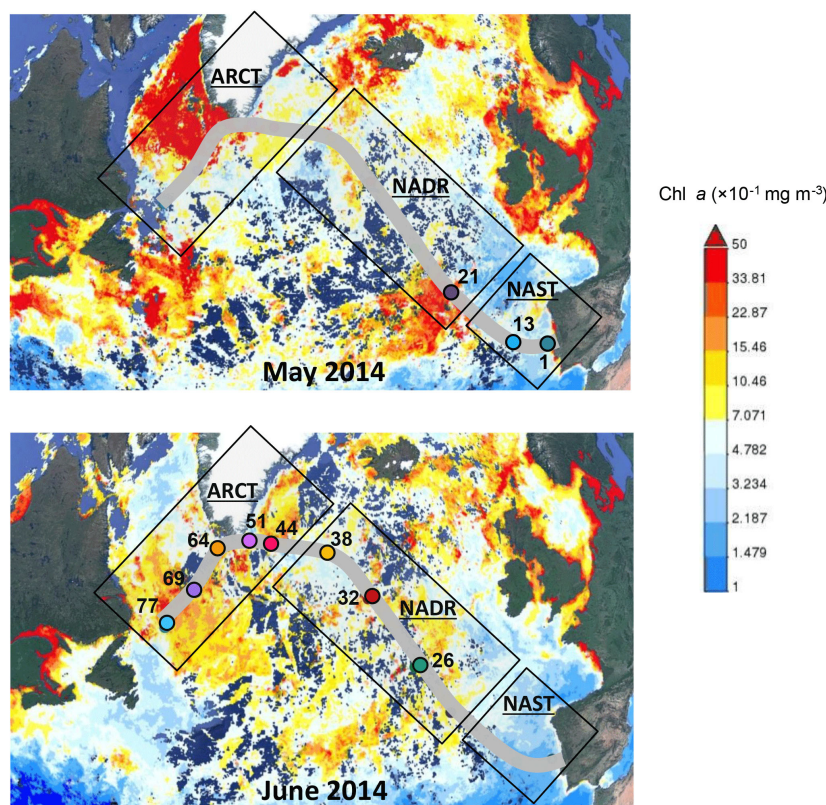 ARCT
NADR
21
NAST
13
1
May 2014
Chl a (×10-1 mg m-3)
50
33.81
22.87
15.46
10.46
7.071
4.782
3.234
2.187
1.479
1
ARCT
51
44
64
38
69
32
NADR
77
26
NAST
June 2014